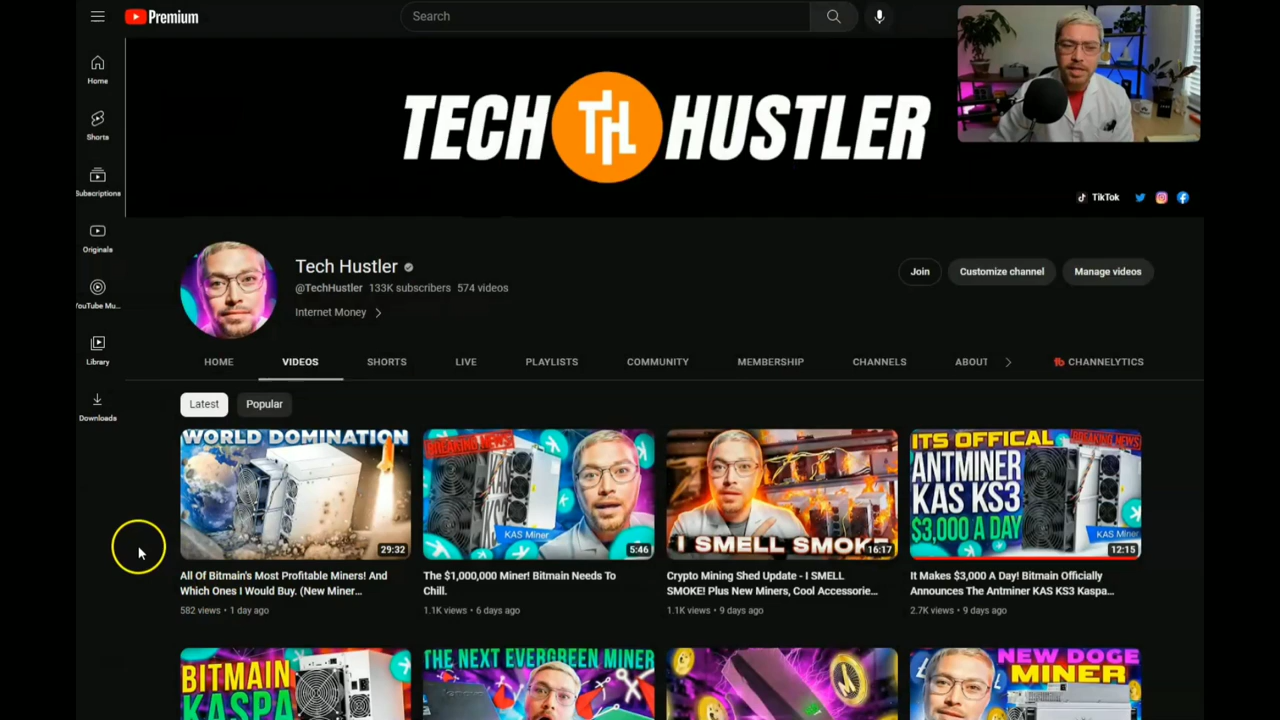 Premium
Search
TECH TH HUSTLER
TikTok
Home
Shorts
Subscriptions
Originals
YouTube Mu...
Library
Downloads
Tech Hustler
@TechHustler 133K subscribers 574 videos
Internet Money
Join
Customize channel
Manage videos
HOME VIDEOS SHORTS LIVE PLAYLISTS COMMUNITY MEMBERSHIP CHANNELS ABOUT CHANNELYTICS
Latest Popular
WORLD DOMINATION
29:32
All Of Bitmain's Most Profitable Miners! And
Which Ones I Would Buy. (New Miner...
582 views • 1 day ago
BREAKING NEWS
KAS Miner
5:46
The $1,000,000 Miner! Bitmain Needs To
Chill.
1.1K views • 6 days ago
I SMELL SMOKE
16:17
Crypto Mining Shed Update - I SMELL
SMOKE! Plus New Miners, Cool Accessorie...
1.1K views • 9 days ago
ITS OFFICAL
BREAKING NEWS
ANTMINER
KAS KS3
$3,000 A DAY
KAS Miner
12:15
It Makes $3,000 A Day! Bitmain Officially
Announces The Antminer KAS KS3 Kaspa...
2.7K views • 9 days ago
BITMAIN
KASPA
THE NEXT EVERGREEN MINER
NEW DOGE
MINER